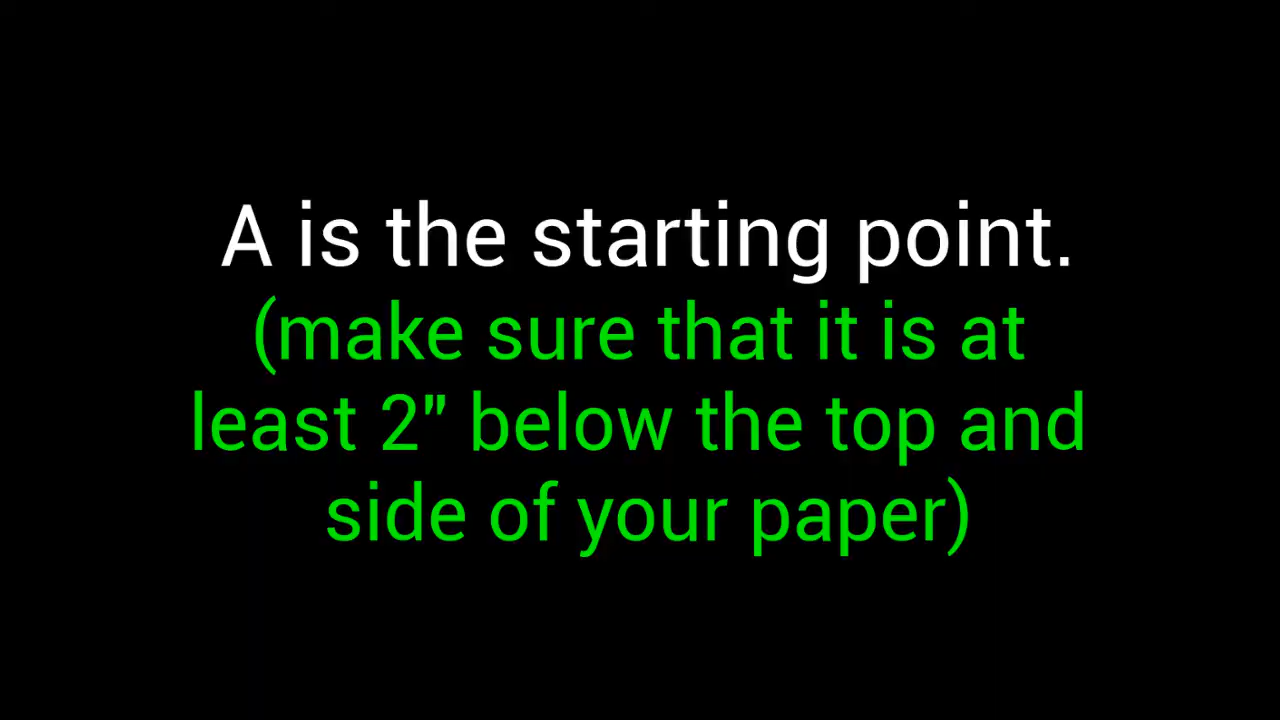 A is the starting point.
(make sure that it is at
least 2" below the top and
side of your paper)